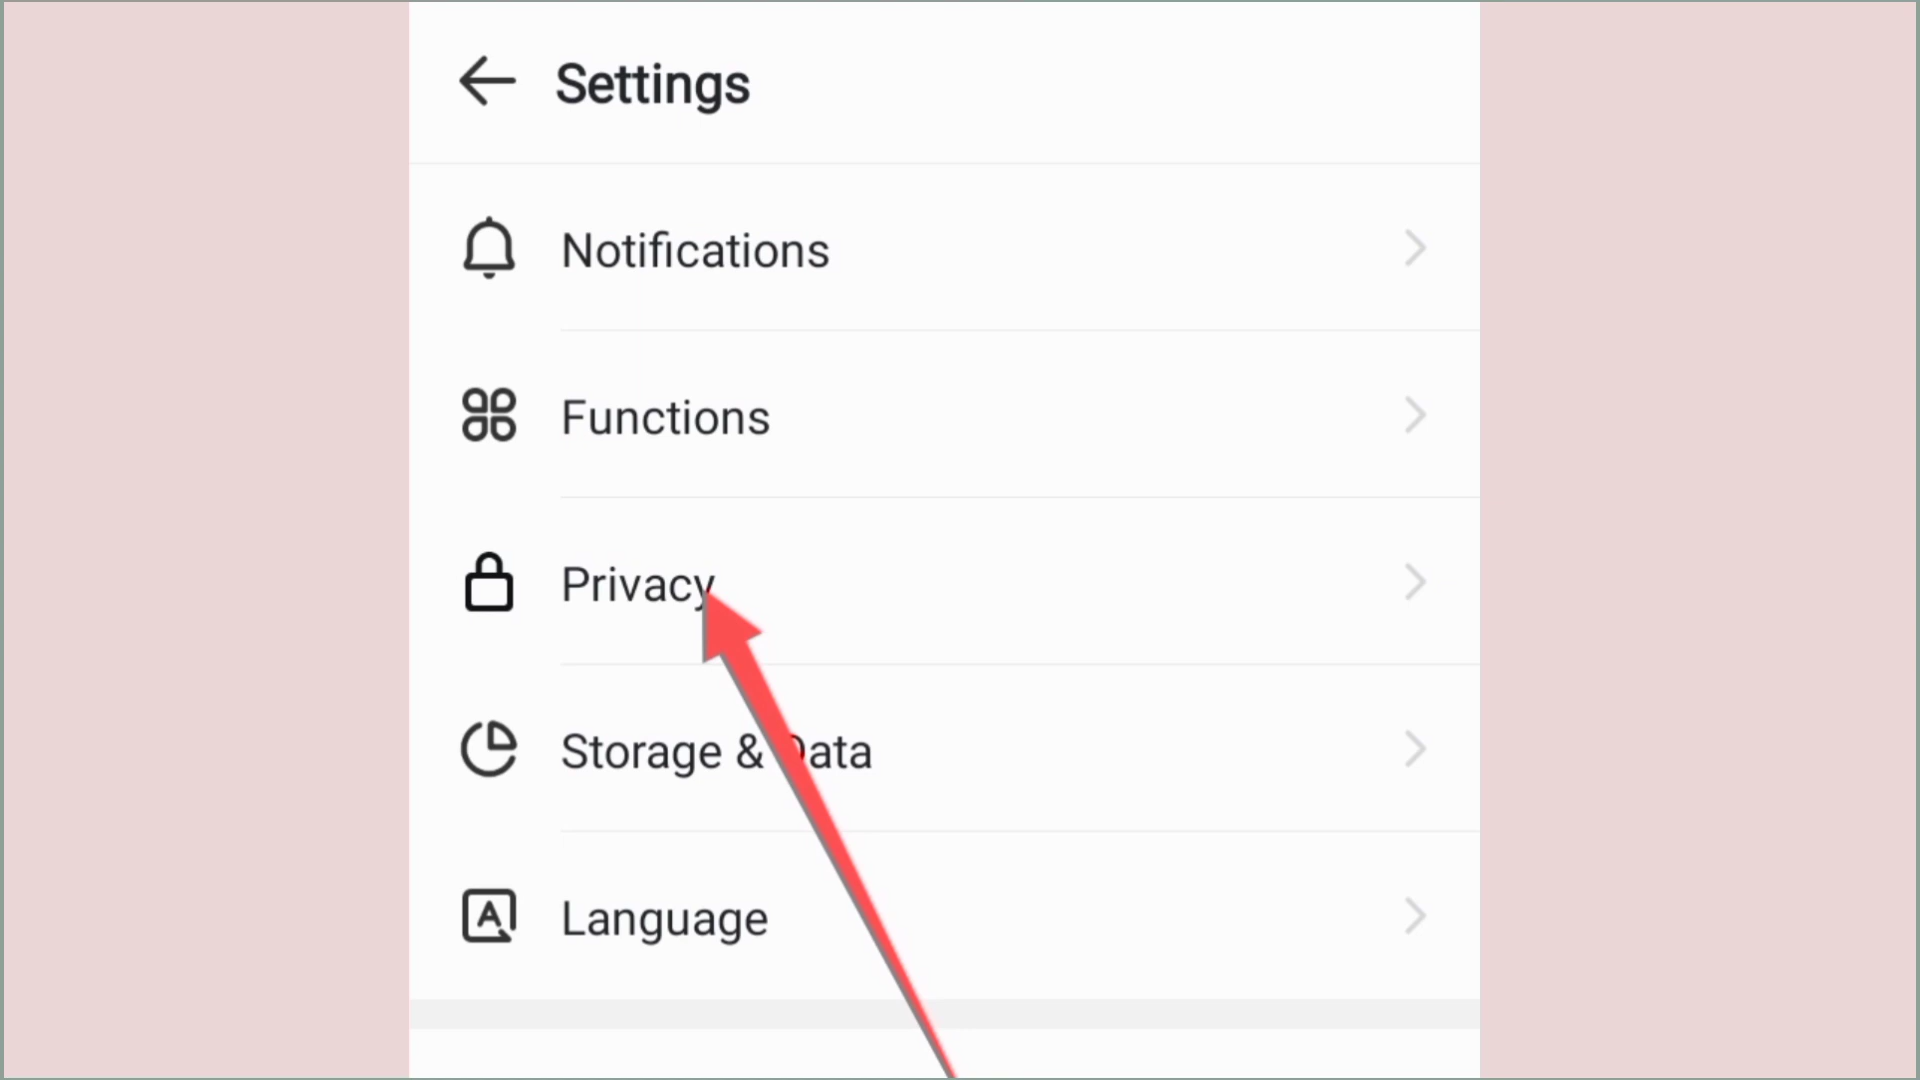 Settings
Notifications
Functions
Privacy
Storage & Data
Language